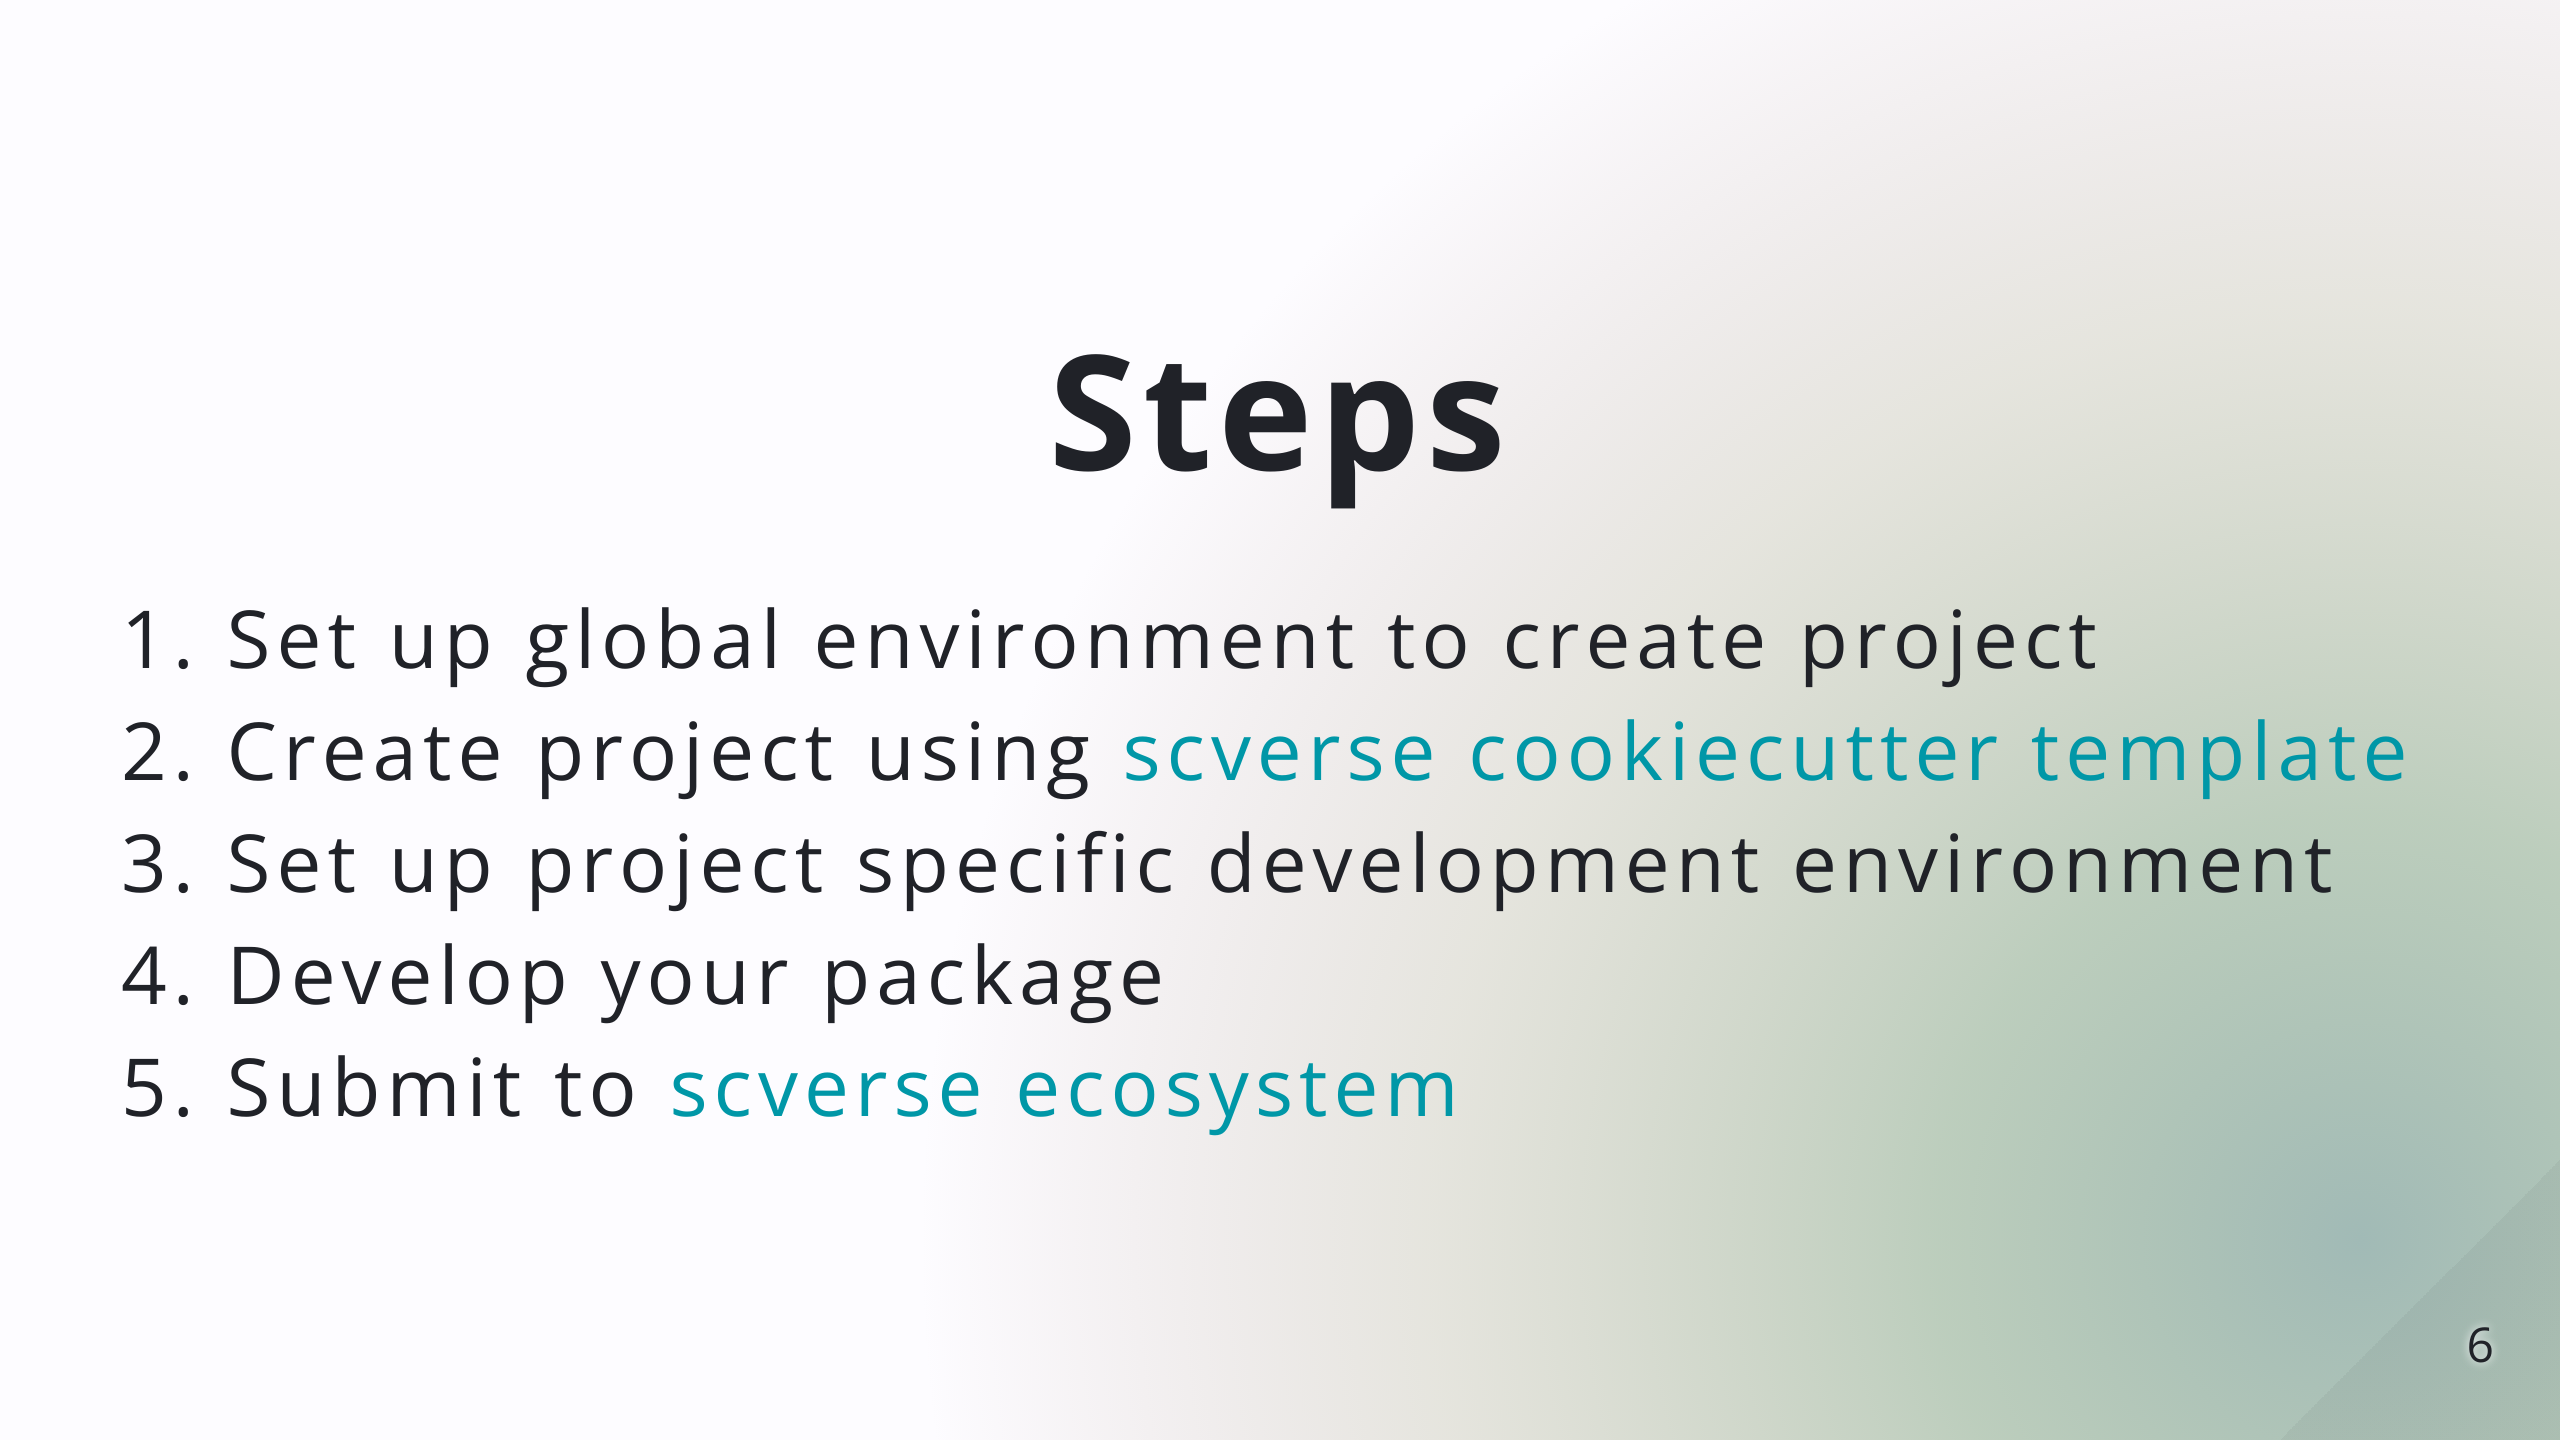 Steps
1. Set up global environment to create project
2. Create project using scverse cookiecutter template
3. Set up project specific development environment
4. Develop your package
5. Submit to scverse ecosystem
6